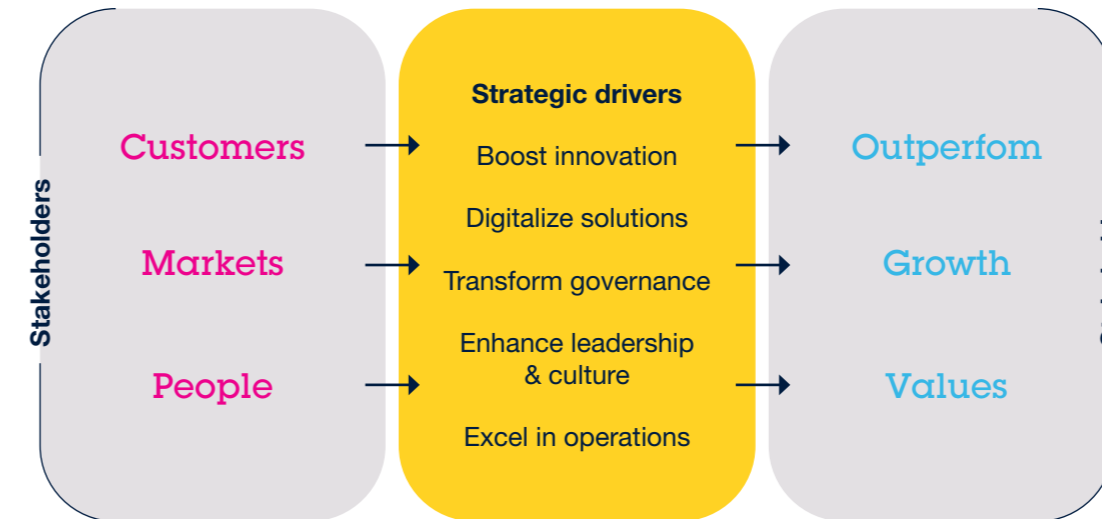 Stakeholders
Customers
Markets
People
Strategic drivers
Boost innovation
Digitalize solutions
Transform governance
Enhance leadership
& culture
Excel in operations
Outperfom
Growth
Values